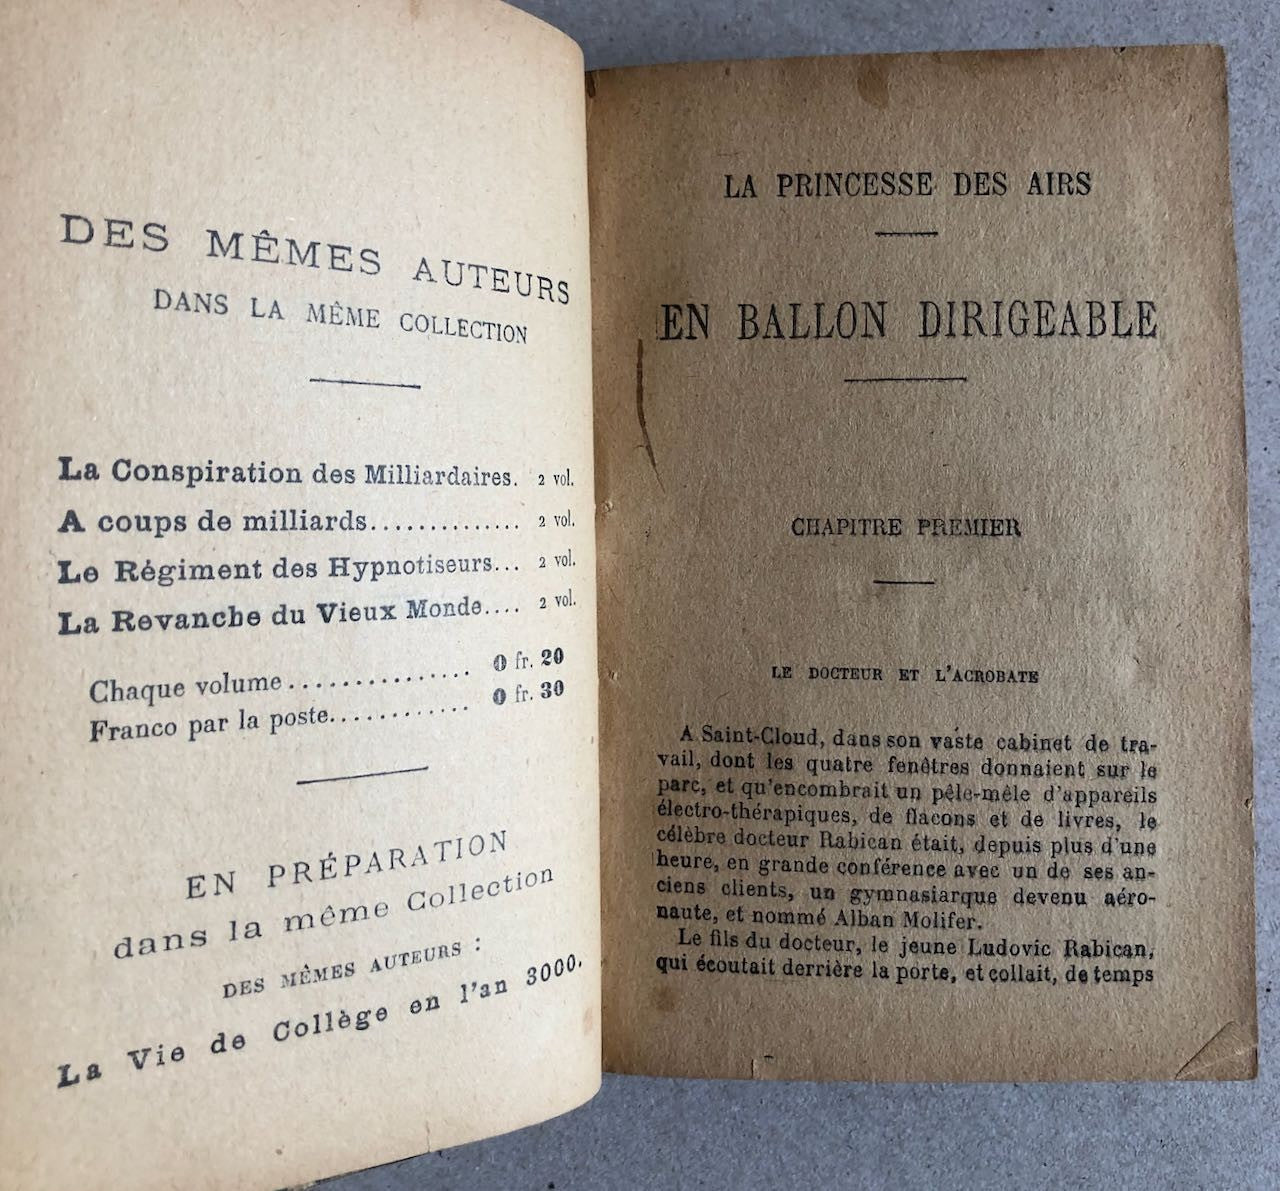 DES MÊMES AUTEURS
DANS LA MÊME COLLECTION
La Conspiration des Milliardaires. 2 vol.
A coups de milliards.............. 2 vol.
Le Régiment des Hypnotiseurs... 2 vol.
La Revanche du Vieux Monde.... 2 vol.
Chaque volume................ 0 fr. 20
Franco par la poste............ 0 fr. 30
EN PRÉPARATION
dans la même Collection
DES MÊMES AUTEURS :
La Vie de Collège en l'an 3000.
LA PRINCESSE DES AIRS
EN BALLON DIRIGEABLE
CHAPITRE PREMIER
LE DOCTEUR ET L'ACROBATE
A Saint-Cloud, dans son vaste cabinet de tra-
vail, dont les quatre fenêtres donnaient sur le
parc, et qu'encombrait un pêle-mêle d'appareils
électro-thérapiques, de flacons et de livres, le
célèbre docteur Rabican était, depuis plus d'une
heure, en grande conférence avec un de ses an-
ciens clients, un gymnasiarque devenu aéro-
naute, et nommé Alban Molifer.
Le fils du docteur, le jeune Ludovic Rabican,
qui écoutait derrière la porte, et collait, de temps